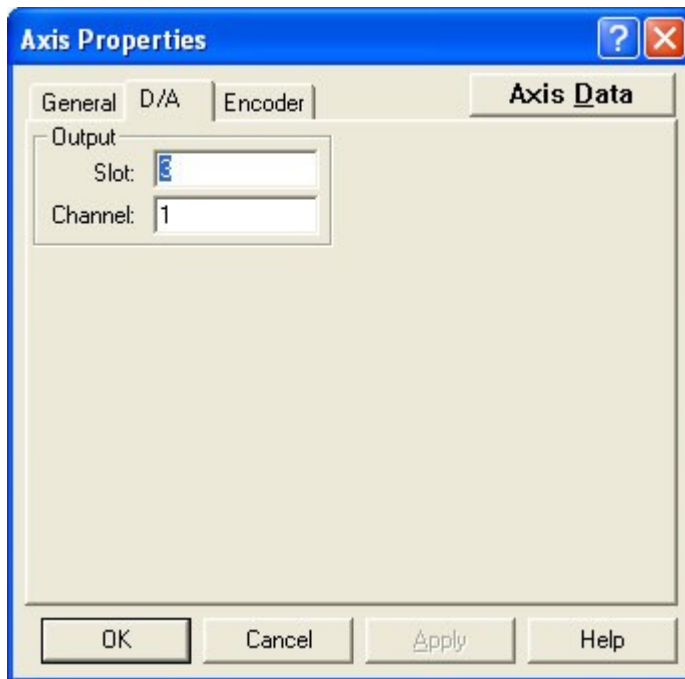 Axis Properties
General D/A Encoder Axis Data
Output
Slot: 3
Channel: 1
OK Cancel Apply Help